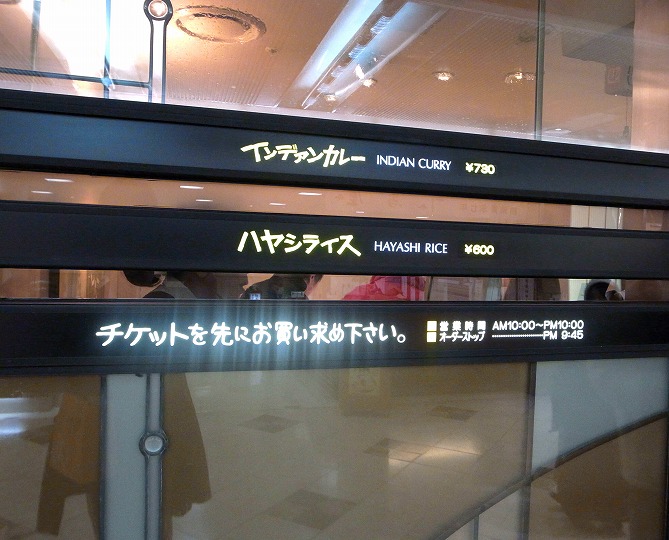 インデアンカレー INDIAN CURRY ¥730
ハヤシライス HAYASHI RICE ¥600
チケットを先にお買い求め下さい。
営業時間 AM10:00〜PM10:00
オーダーストップ ・・・・・・・・・・・・・・・・ PM 9:45